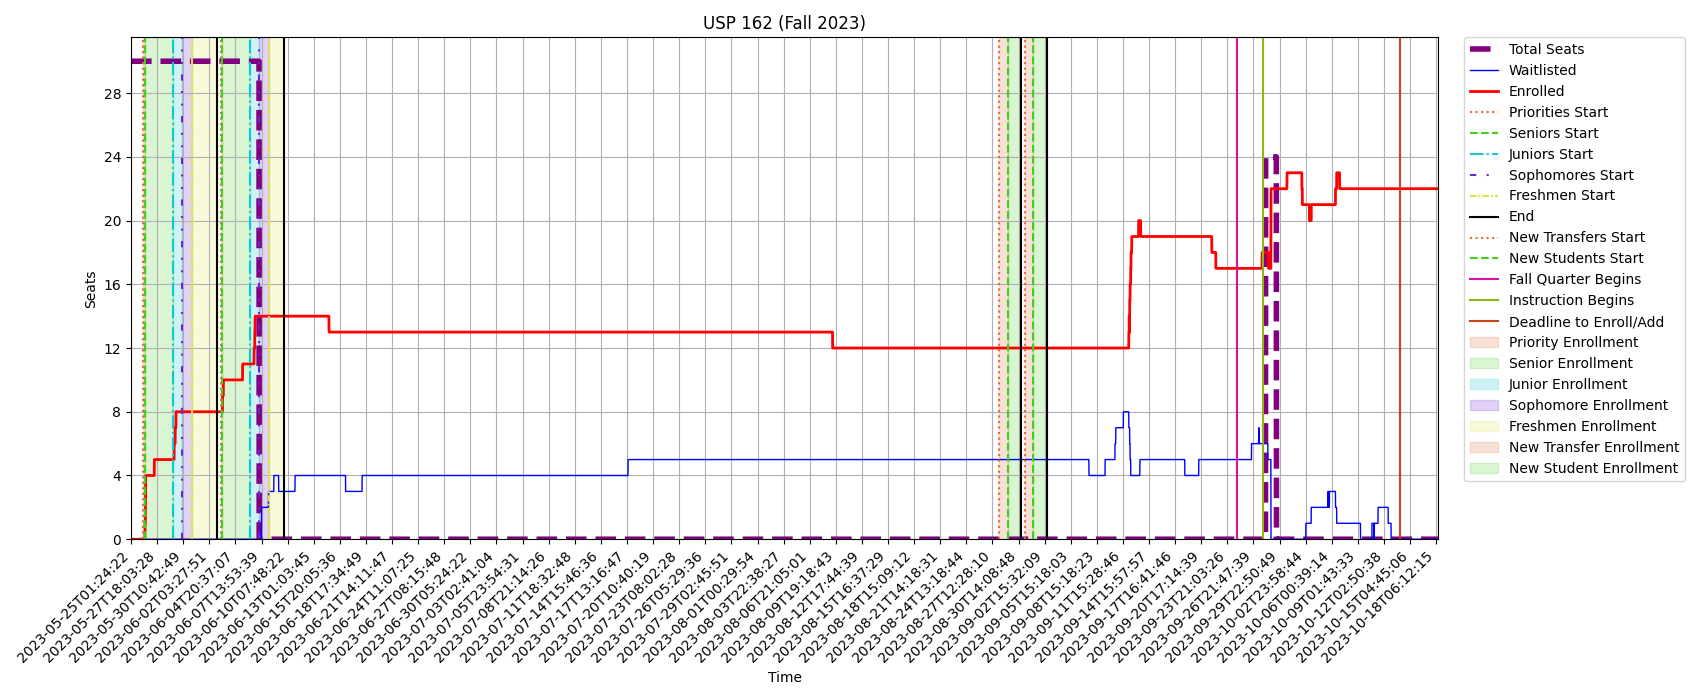 USP 162 (Fall 2023)
Seats
28
24
20
16
12
8
4
0
2023-05-25T01:24:22
2023-05-27T18:03:28
2023-05-30T10:42:49
2023-06-02T03:27:51
2023-06-04T20:37:07
2023-06-07T13:53:39
2023-06-10T07:48:22
2023-06-13T01:03:45
2023-06-15T20:05:36
2023-06-18T17:34:49
2023-06-21T14:11:47
2023-06-24T11:07:25
2023-06-27T08:15:48
2023-06-30T05:24:22
2023-07-03T02:41:04
2023-07-05T23:54:31
2023-07-08T21:14:26
2023-07-11T18:32:48
2023-07-14T15:46:36
2023-07-17T13:16:47
2023-07-20T10:40:19
2023-07-23T08:02:28
2023-07-26T05:29:36
2023-07-29T02:45:51
2023-08-01T00:29:54
2023-08-03T22:38:27
2023-08-06T21:05:01
2023-08-09T19:18:43
2023-08-12T17:44:39
2023-08-15T16:37:29
2023-08-18T15:09:12
2023-08-21T14:18:31
2023-08-24T13:18:44
2023-08-27T12:28:10
2023-08-30T14:08:48
2023-09-02T15:32:09
2023-09-05T15:18:03
2023-09-08T15:18:23
2023-09-11T15:28:46
2023-09-14T15:57:57
2023-09-17T16:41:46
2023-09-20T17:14:39
2023-09-23T21:03:26
2023-09-26T21:47:39
2023-09-29T22:50:49
2023-10-02T23:58:44
2023-10-06T00:39:14
2023-10-09T01:43:33
2023-10-12T02:50:38
2023-10-15T04:45:06
2023-10-18T06:12:15
Time
Total Seats
Waitlisted
Enrolled
Priorities Start
Seniors Start
Juniors Start
Sophomores Start
Freshmen Start
End
New Transfers Start
New Students Start
Fall Quarter Begins
Instruction Begins
Deadline to Enroll/Add
Priority Enrollment
Senior Enrollment
Junior Enrollment
Sophomore Enrollment
Freshmen Enrollment
New Transfer Enrollment
New Student Enrollment